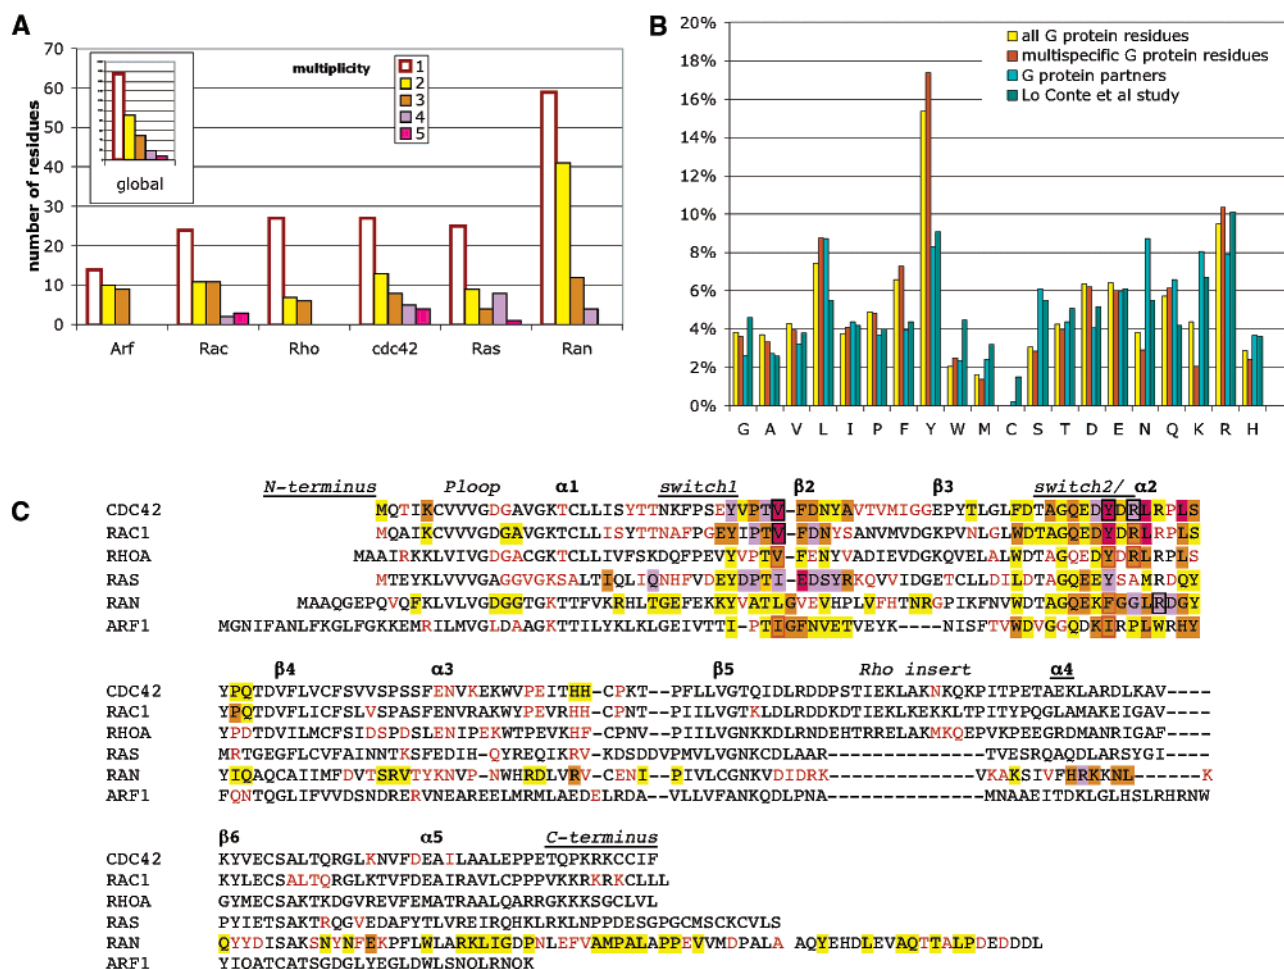 A
70
60
50
40
30
20
10
0
number of residues
global
multiplicity
1
2
3
4
5
Arf Rac Rho cdc42 Ras Ran
B
20%
18%
16%
14%
12%
10%
8%
6%
4%
2%
0%
all G protein residues
multispecific G protein residues
G protein partners
Lo Conte et al study
G A V L I P F Y W M C S T D E N Q K R H
C
N-terminus Ploop α1 switch1 β2 β3 switch2/ α2
CDC42 MQTIKCVVVGDGAVGKTCLLISYTTNKFPSEYVPTV-FDNYAVTVMIGGEPYTLGLFDTAGQEDYDRLRPLS
RAC1 MQAIKCVVVGDGAVGKTCLLISYTTNAFPGEYIPTV-FDNYSANVMVDGKPVNLGLWDTAGQEDYDRLRPLS
RHOA MAAIRKKLVIVGDGACGKTCLLIVFSKDQFPEVYVPTV-FENYVADIEVDGKQVELALWDTAGQEDYDRLRPLS
RAS MTEYKLVVVGAGGVGKSALTIQLIQNHFVDEYDPTI-EDSYRKQVVIDGETCLLDILDTAGQEEYSAMRDQY
RAN MAAQGEPQVQFKLVLVGDGGTGKTTFVKRHLTGEFEKKYVATLGVEVHPLVFHTNRGPIKFNVWDTAGQEKFGGLRDGY
ARF1 MGNIFANLFKGLFGKKEMRILMVGLDAAGKTTILYKLKLGEIVTTI-PTIGFNVETVEYK----NISFTVWDVGGQDKIRPLWRHY
β4 α3 β5 Rho insert α4
CDC42 YPQTDVFLVCFSVVSPSSFENVKEKWVPEITHH-CPKT--PFLLVGTQIDLRDDPSTIEKLAKNKQKPITPETAEKLARDLKAV----
RAC1 YPQTDVFLICFSLVSPASFENVRAKWYPEVRHH-CPNT--PIILVGTKLDLRDDKDTIEKLKEKKLTPITYPQGLAMAKEIGAV----
RHOA YPDTDVILMCFSIDSPDSLENIPEKWTPEVKHF-CPNV--PIILVGNKKDLRNDEHTRRELAKMKQEPVKPEEGRDMANRIGAF----
RAS MRTGEGFLCVFAINNTKSFEDIH-QYREQIKRV-KDSDDVPMVLVGNKCDLAAR--------------TVESRQAQDLARSYGI----
RAN YIQAQCAIIMFDVTSRVTYKNVP-NWHRDLVRV-CENI-P-IVLCGNKVDIDRK--------------VKAKSIVFHRKKNL------K
ARF1 FQNTQGLIFVVDSNDRERVNEAREELMRMLAEDELRDA--VLLVFANKQDLPNA--------------MNAAEITDKLGLHSLRHRNW
β6 α5 C-terminus
CDC42 KYVECSALTQRGLKNVFDEAILAALEPPETQPKRKCCIF
RAC1 KYLECSALTQRGLKTVFDEAIRAVLCPPPVKKRKRKCLLL
RHOA GYMECSAKTKDGVREVFEMATRAALQARRGKKKSGCLVL
RAS PYIETSAKTRQGVEDAFYTLVREIRQHKLRKLNPPDESGPGCMSCKCVLS
RAN QYYDISAKSNYNFEKPFLWLARKLIGDPNLEFVAMPALAPPEVVMDPALA AQYEHDLEVAQTTALPDEDDDL
ARF1 YIQATCATSGDGLYEGLDWLSNQLRNQK